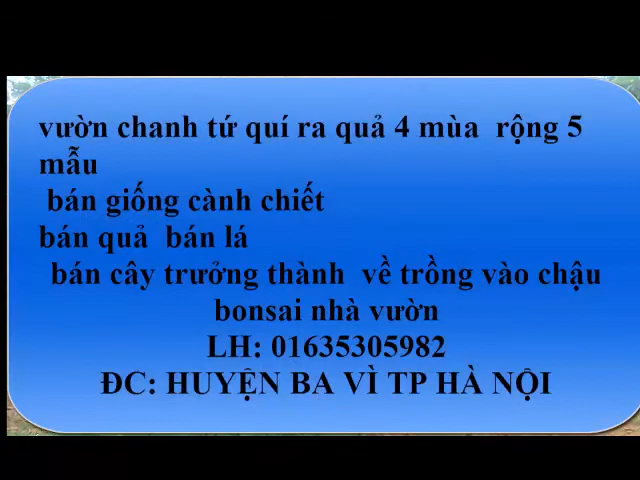 vườn chanh tứ quí ra quả 4 mùa rộng 5
mẫu
bán giống cành chiết
bán quả bán lá
bán cây trưởng thành về trồng vào chậu
bonsai nhà vườn
LH: 01635305982
ĐC: HUYỆN BA VÌ TP HÀ NỘI